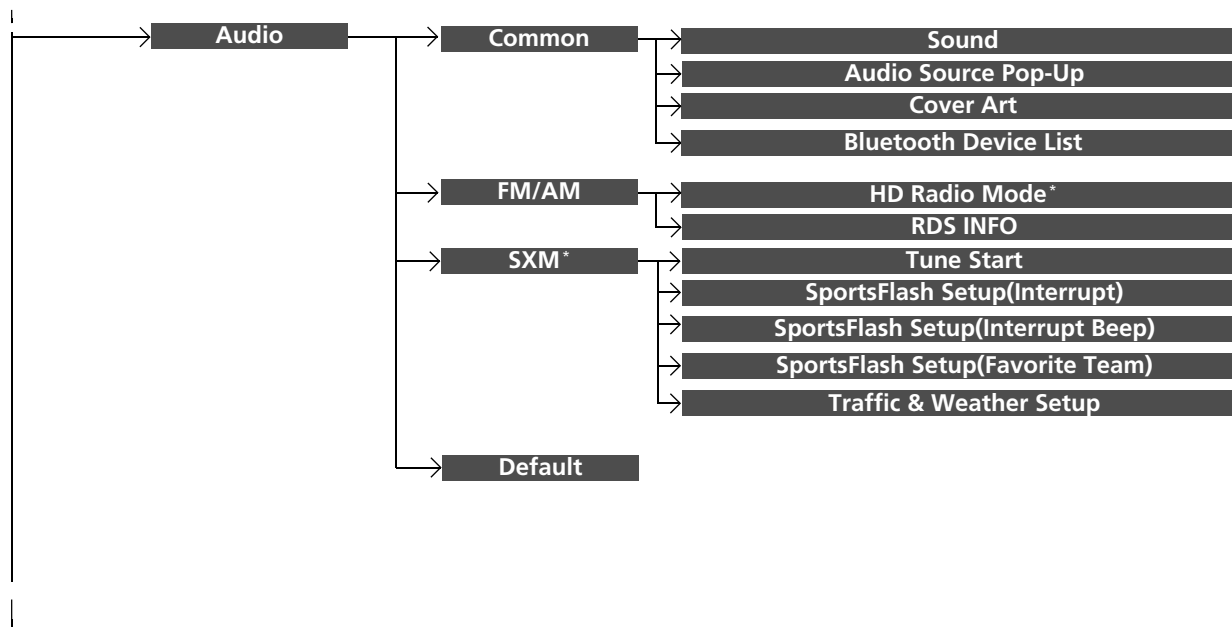 Audio
Common
Sound
Audio Source Pop-Up
Cover Art
Bluetooth Device List
FM/AM
HD Radio Mode*
RDS INFO
SXM*
Tune Start
SportsFlash Setup(Interrupt)
SportsFlash Setup(Interrupt Beep)
SportsFlash Setup(Favorite Team)
Traffic & Weather Setup
Default